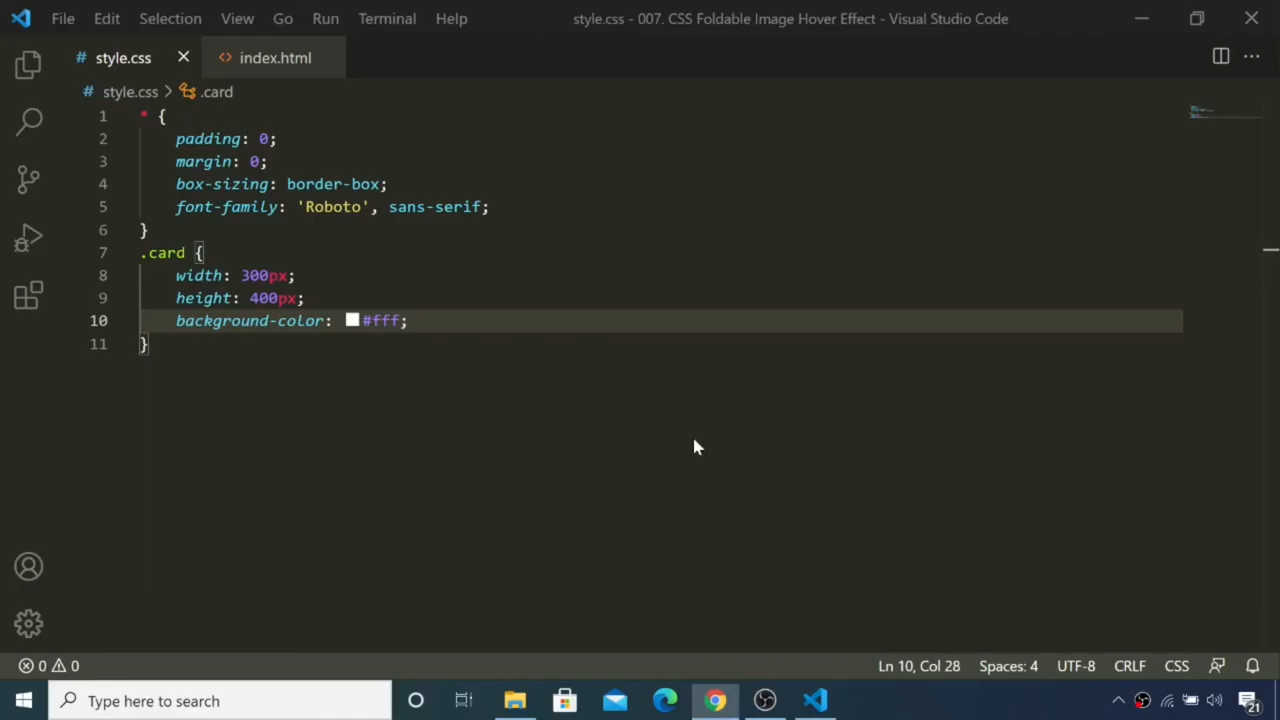 File Edit Selection View Go Run Terminal Help style.css - 007. CSS Foldable Image Hover Effect - Visual Studio Code
# style.css <> index.html
# style.css > .card
1 * {
2 padding: 0;
3 margin: 0;
4 box-sizing: border-box;
5 font-family: 'Roboto', sans-serif;
6 }
7 .card {
8 width: 300px;
9 height: 400px;
10 background-color: #fff;
11 }
0 0 Ln 10, Col 28 Spaces: 4 UTF-8 CRLF CSS
Type here to search 21